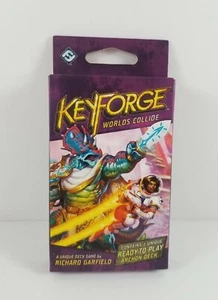 KEYFORGE
WORLDS COLLIDE
A UNIQUE DECK GAME BY
RICHARD GARFIELD
CONTAINS 1 UNIQUE
READY-TO-PLAY
ARCHON DECK